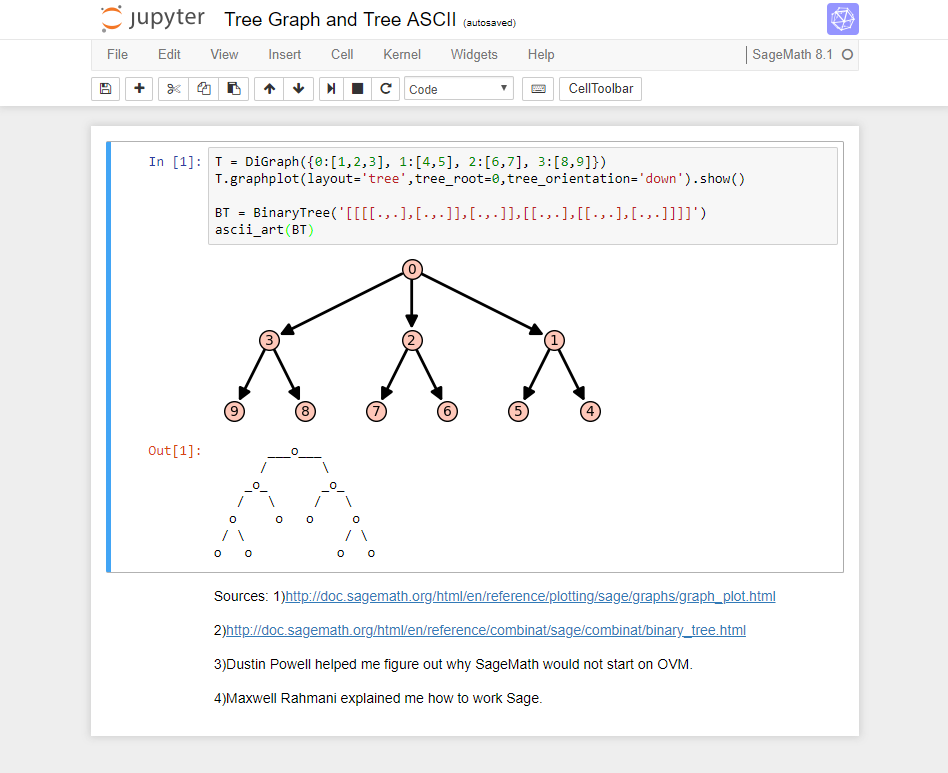 jupyter Tree Graph and Tree ASCII (autosaved)
File Edit View Insert Cell Kernel Widgets Help SageMath 8.1
Code CellToolbar
In [1]: T = DiGraph({0:[1,2,3], 1:[4,5], 2:[6,7], 3:[8,9]})
T.graphplot(layout='tree',tree_root=0,tree_orientation='down').show()
BT = BinaryTree('[[[[.,.],[.,.]],[.,.]],[[.,.],[[.,.],[.,.]]]]')
ascii_art(BT)
0
3 2 1
9 8 7 6 5 4
Out[1]: ___o___
/ \
_o_ _o_
/ \ / \
o o o o
/ \ / \
o o o o
Sources: 1)http://doc.sagemath.org/html/en/reference/plotting/sage/graphs/graph_plot.html
2)http://doc.sagemath.org/html/en/reference/combinat/sage/combinat/binary_tree.html
3)Dustin Powell helped me figure out why SageMath would not start on OVM.
4)Maxwell Rahmani explained me how to work Sage.